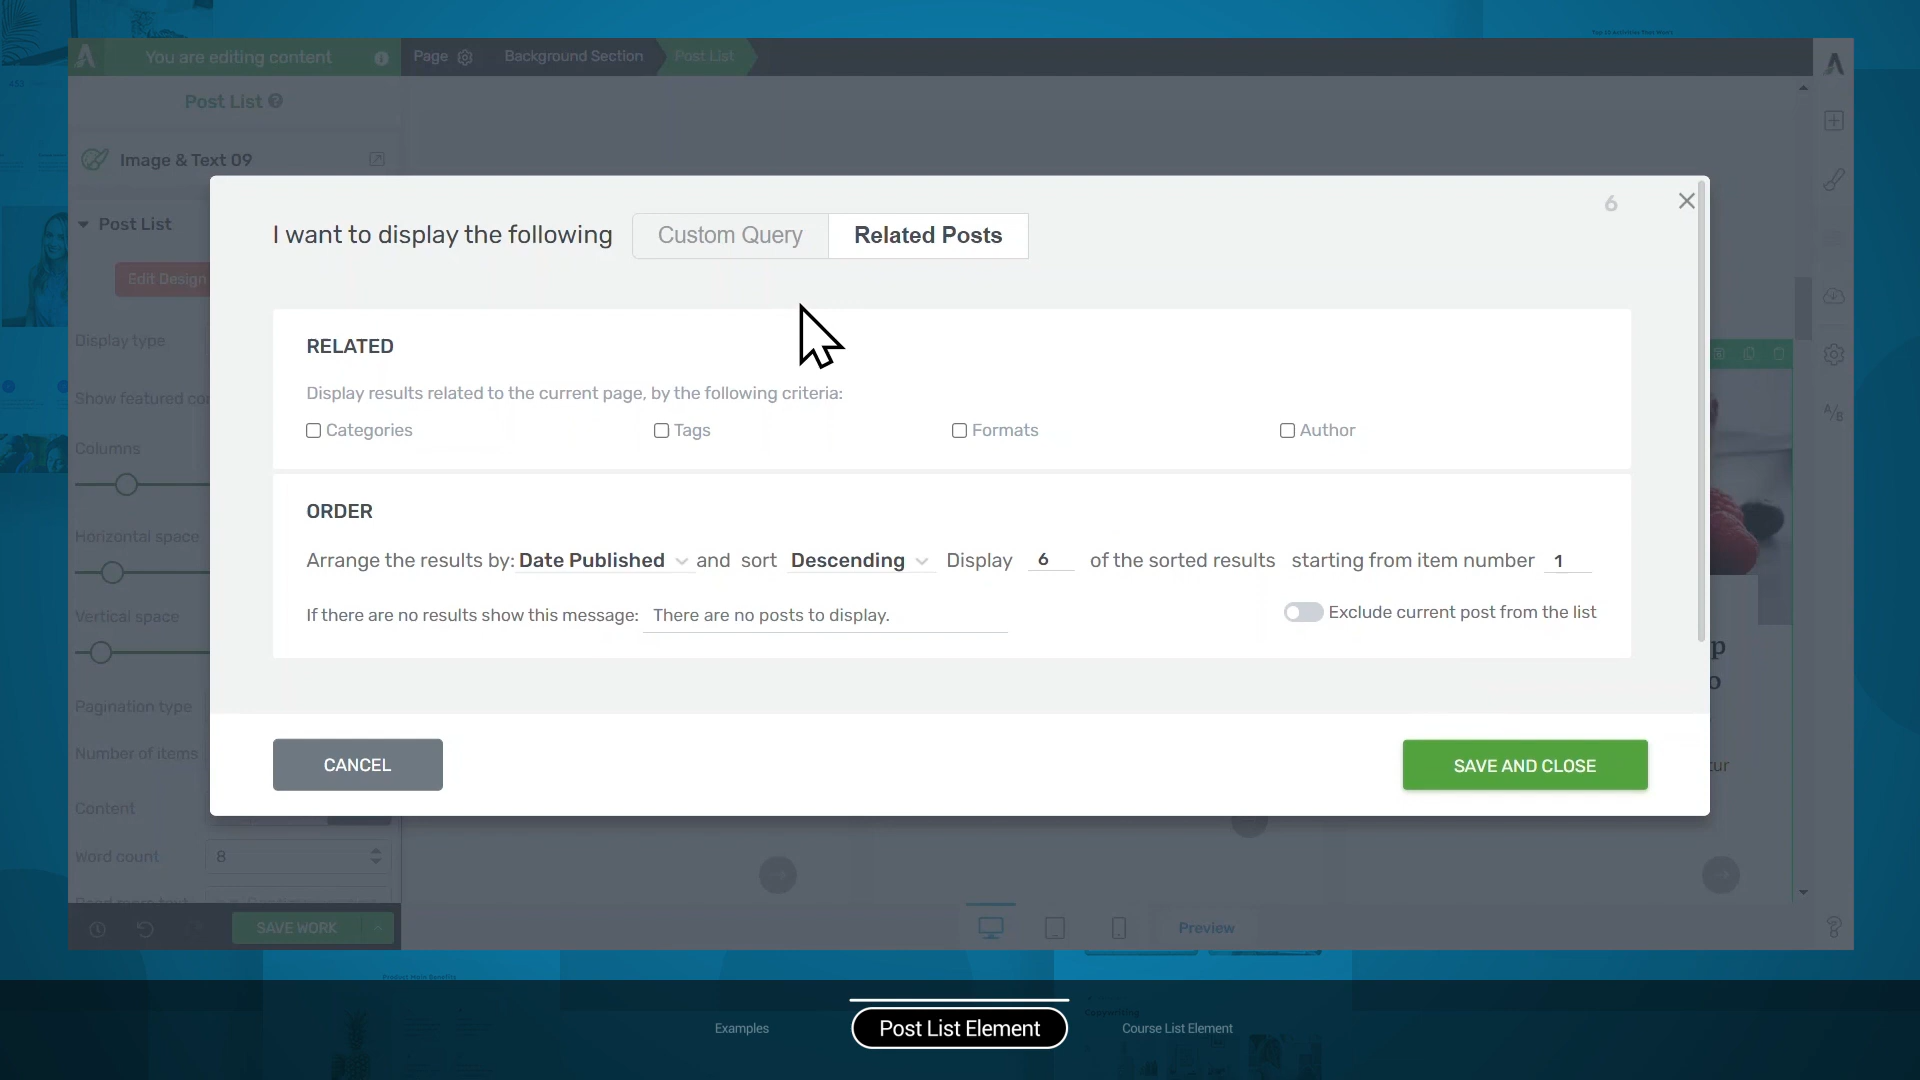 You are editing content
Page
Background Section
Post List
Post List
Image & Text 09
Post List
Edit Design
Display type
Show featured
Columns
Horizontal space
Vertical space
Pagination type
Number of items
Content
Word count
8
SAVE WORK
6
I want to display the following
Custom Query
Related Posts
RELATED
Display results related to the current page, by the following criteria:
Categories
Tags
Formats
Author
ORDER
Arrange the results by: Date Published and sort Descending Display 6 of the sorted results starting from item number 1
If there are no results show this message: There are no posts to display.
Exclude current post from the list
CANCEL
SAVE AND CLOSE
A/B
Preview
Product Main Benefits
Examples
Post List Element
Course List Element